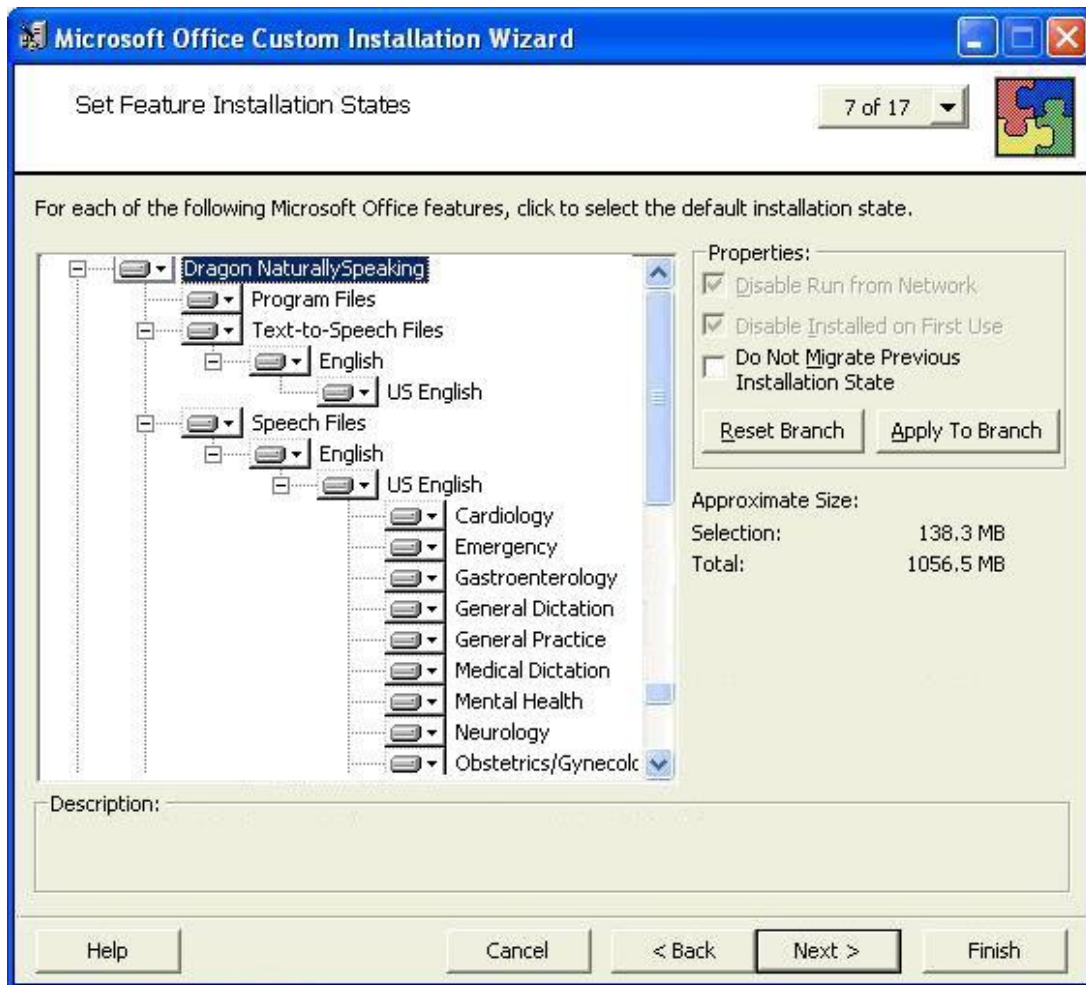 Microsoft Office Custom Installation Wizard
Set Feature Installation States
7 of 17
For each of the following Microsoft Office features, click to select the default installation state.
Dragon NaturallySpeaking
Program Files
Text-to-Speech Files
English
US English
Speech Files
English
US English
Cardiology
Emergency
Gastroenterology
General Dictation
General Practice
Medical Dictation
Mental Health
Neurology
Obstetrics/Gynecolc
Properties:
Disable Run from Network
Disable Installed on First Use
Do Not Migrate Previous
Installation State
Reset Branch Apply To Branch
Approximate Size:
Selection: 138.3 MB
Total: 1056.5 MB
Description:
Help Cancel < Back Next > Finish